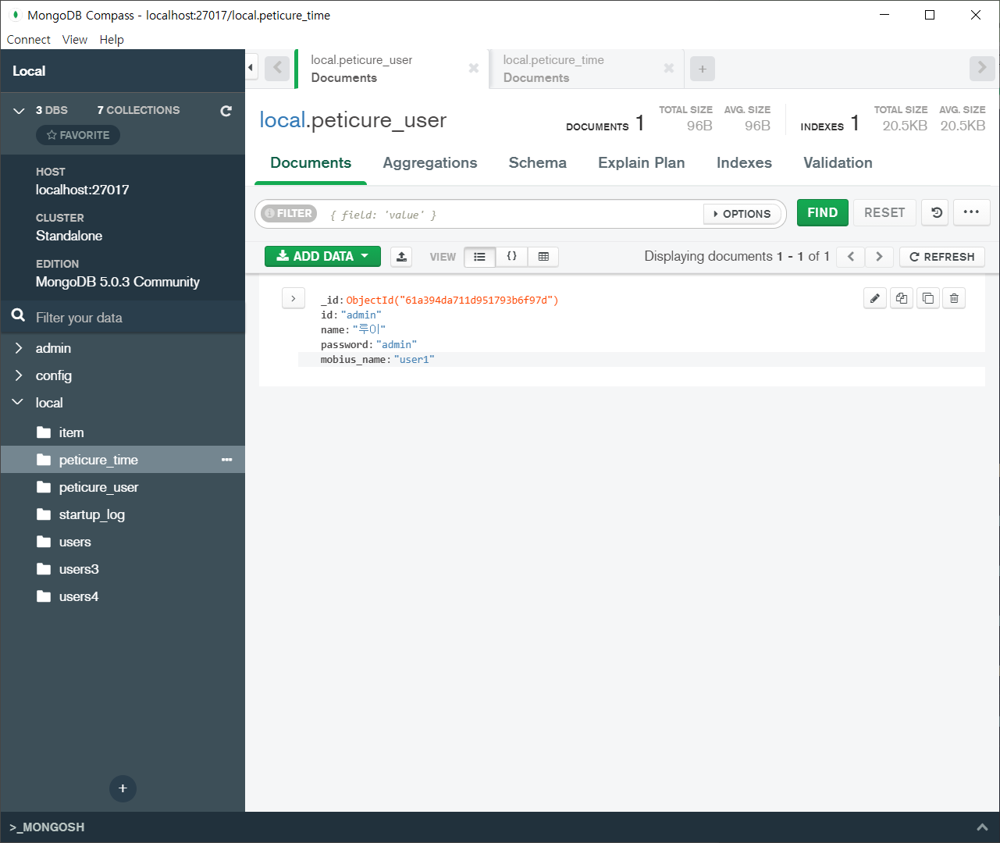 MongoDB Compass - localhost:27017/local.peticure_time
Connect View Help
Local
3 DBS 7 COLLECTIONS
FAVORITE
HOST
localhost:27017
CLUSTER
Standalone
EDITION
MongoDB 5.0.3 Community
Filter your data
admin
config
local
item
peticure_time
peticure_user
startup_log
users
users3
users4
local.peticure_user
Documents
local.peticure_time
Documents
local.peticure_user
DOCUMENTS 1
TOTAL SIZE
96B
AVG. SIZE
96B
INDEXES 1
TOTAL SIZE
20.5KB
AVG. SIZE
20.5KB
Documents Aggregations Schema Explain Plan Indexes Validation
FILTER { field: 'value' } OPTIONS FIND RESET
ADD DATA VIEW {} Displaying documents 1 - 1 of 1 REFRESH
_id: ObjectId("61a394da711d951793b6f97d")
id: "admin"
name: "루이"
password: "admin"
mobius_name: "user1"
>_MONGOSH